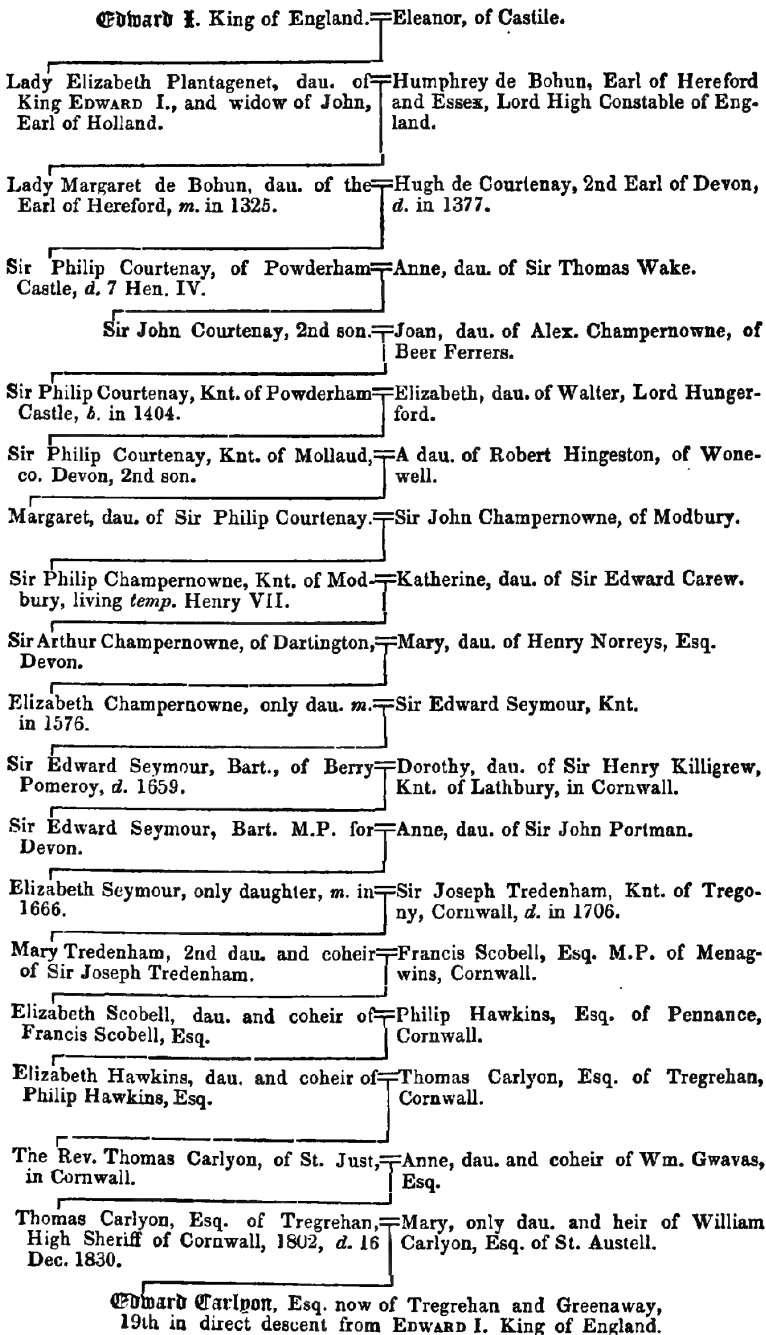 Edward I. King of England.
Eleanor, of Castile.
Lady Elizabeth Plantagenet, dau. of
King EDWARD I., and widow of John,
Earl of Holland.
Humphrey de Bohun, Earl of Hereford
and Essex, Lord High Constable of Eng-
land.
Lady Margaret de Bohun, dau. of the
Earl of Hereford, m. in 1325.
Hugh de Courtenay, 2nd Earl of Devon,
d. in 1377.
Sir Philip Courtenay, of Powderham
Castle, d. 7 Hen. IV.
Anne, dau. of Sir Thomas Wake.
Sir John Courtenay, 2nd son.
Joan, dau. of Alex. Champernowne, of
Beer Ferrers.
Sir Philip Courtenay, Knt. of Powderham
Castle, b. in 1404.
Elizabeth, dau. of Walter, Lord Hunger-
ford.
Sir Philip Courtenay, Knt. of Mollaud,
co. Devon, 2nd son.
A dau. of Robert Hingeston, of Wone-
well.
Margaret, dau. of Sir Philip Courtenay.
Sir John Champernowne, of Modbury.
Sir Philip Champernowne, Knt. of Mod-
bury, living temp. Henry VII.
Katherine, dau. of Sir Edward Carew.
Sir Arthur Champernowne, of Dartington,
Devon.
Mary, dau. of Henry Norreys, Esq.
Elizabeth Champernowne, only dau. m.
in 1576.
Sir Edward Seymour, Knt.
Sir Edward Seymour, Bart., of Berry
Pomeroy, d. 1659.
Dorothy, dau. of Sir Henry Killigrew,
Knt. of Lathbury, in Cornwall.
Sir Edward Seymour, Bart. M.P. for
Devon.
Anne, dau. of Sir John Portman.
Elizabeth Seymour, only daughter, m. in
1666.
Sir Joseph Tredenham, Knt. of Trego-
ny, Cornwall, d. in 1706.
Mary Tredenham, 2nd dau. and coheir
of Sir Joseph Tredenham.
Francis Scobell, Esq. M.P. of Menag-
wins, Cornwall.
Elizabeth Scobell, dau. and coheir of
Francis Scobell, Esq.
Philip Hawkins, Esq. of Pennance,
Cornwall.
Elizabeth Hawkins, dau. and coheir of
Philip Hawkins, Esq.
Thomas Carlyon, Esq. of Tregrehan,
Cornwall.
The Rev. Thomas Carlyon, of St. Just,
in Cornwall.
Anne, dau. and coheir of Wm. Gwavas,
Esq.
Thomas Carlyon, Esq. of Tregrehan,
High Sheriff of Cornwall, 1802, d. 16
Dec. 1830.
Mary, only dau. and heir of William
Carlyon, Esq. of St. Austell.
Edward Carlyon, Esq. now of Tregrehan and Greenaway,
19th in direct descent from EDWARD I. King of England.